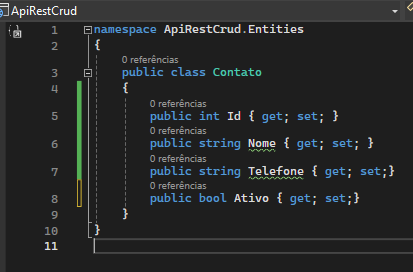 ApiRestCrud
1 namespace ApiRestCrud.Entities
2 {
0 referências
3 public class Contato
4 {
0 referências
5 public int Id { get; set; }
0 referências
6 public string Nome { get; set; }
0 referências
7 public string Telefone { get; set;}
0 referências
8 public bool Ativo { get; set;}
9 }
10 }
11